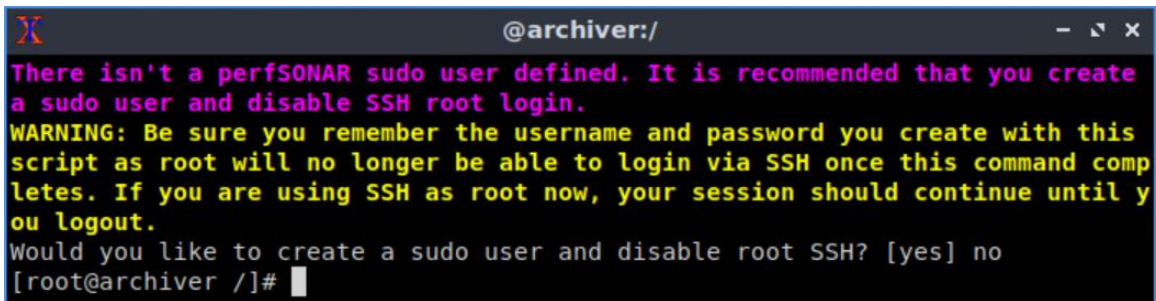 @archiver:/
There isn't a perfSONAR sudo user defined. It is recommended that you create
a sudo user and disable SSH root login.
WARNING: Be sure you remember the username and password you create with this
script as root will no longer be able to login via SSH once this command comp
letes. If you are using SSH as root now, your session should continue until y
ou logout.
Would you like to create a sudo user and disable root SSH? [yes] no
[root@archiver /]#